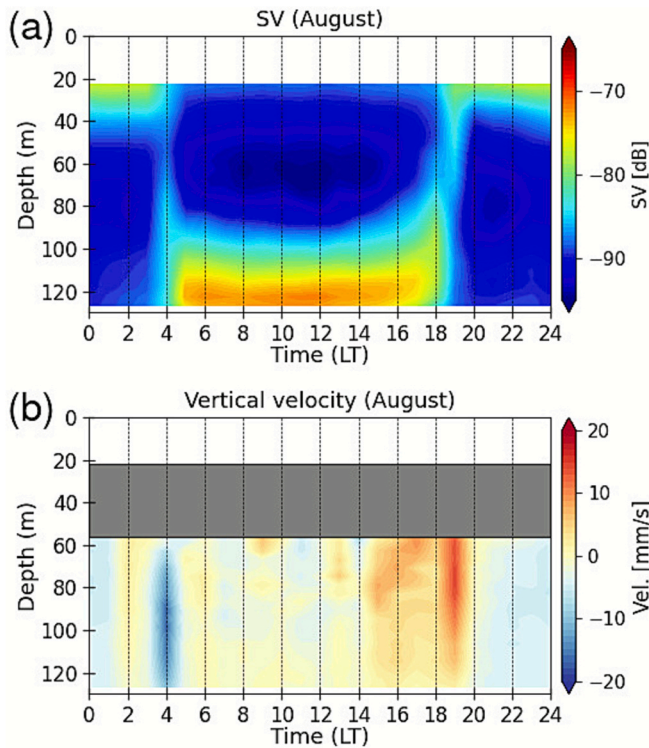 (a)
SV (August)
0
20
40
60
80
100
120
Depth (m)
0 2 4 6 8 10 12 14 16 18 20 22 24
Time (LT)
−70
−80
−90
SV [dB]
(b)
Vertical velocity (August)
0
20
40
60
80
100
120
Depth (m)
0 2 4 6 8 10 12 14 16 18 20 22 24
Time (LT)
20
10
0
−10
−20
Vel. [mm/s]